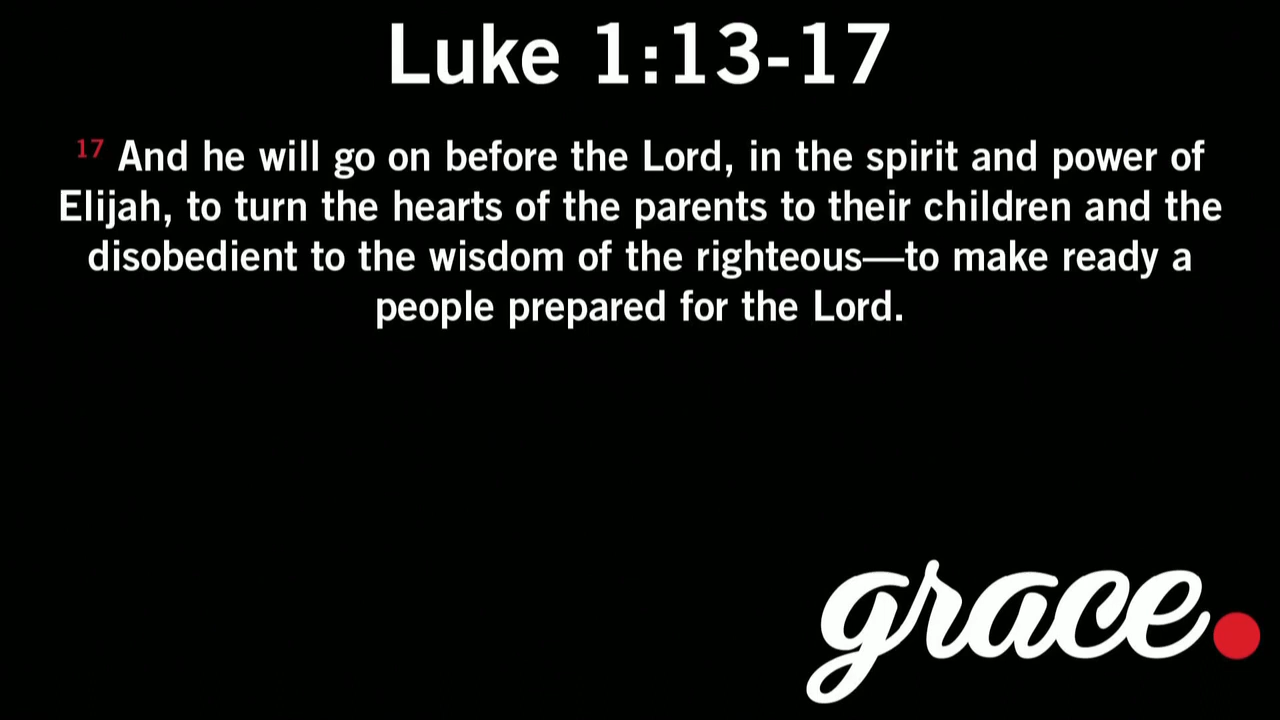 Luke 1:13-17
17 And he will go on before the Lord, in the spirit and power of
Elijah, to turn the hearts of the parents to their children and the
disobedient to the wisdom of the righteous—to make ready a
people prepared for the Lord.
grace.